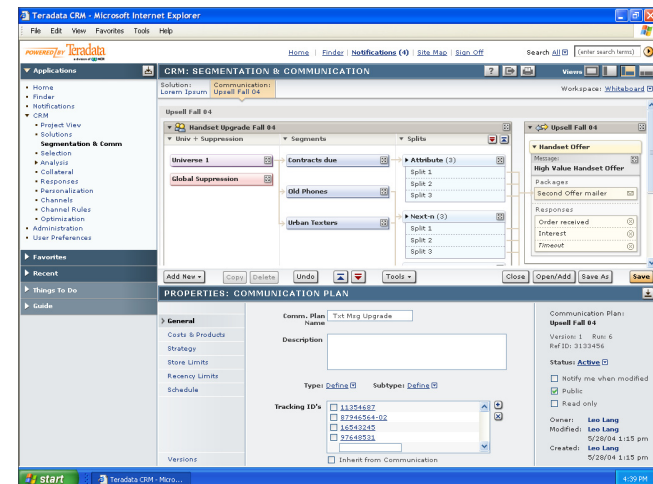 Teradata CRM - Microsoft Internet Explorer
File Edit View Favorites Tools Help
POWERED BY Teradata
Home | Finder | Notifications (4) | Site Map | Sign Off
Search All (enter search terms)
Applications
CRM: SEGMENTATION & COMMUNICATION
?
Views
Home
Finder
Notifications
CRM
Project View
Solutions
Segmentation & Comm
Selection
Analysis
Collateral
Responses
Personalization
Channels
Channel Rules
Optimization
Administration
User Preferences
Favorites
Recent
Things To Do
Guide
Solution: Lorem Ipsum
Communication: Upsell Fall 04
Workspace: Whiteboard
Upsell Fall 04
Handset Upgrade Fall 04
Univ + Suppression
Segments
Splits
Universe 1
Global Suppression
Contracts due
Old Phones
Urban Texters
Attribute (3)
Split 1
Split 2
Split 3
Next-n (3)
Split 1
Split 2
Split 3
Upsell Fall 04
Handset Offer
Message:
High Value Handset Offer
Packages
Second Offer mailer
Responses
Order received
Interest
Timeout
Add New Copy Delete Undo Tools Close Open/Add Save As Save
PROPERTIES: COMMUNICATION PLAN
General
Costs & Products
Strategy
Store Limits
Recency Limits
Schedule
Versions
Comm. Plan Name Txt Msg Upgrade
Description
Type: Define Subtype: Define
Tracking ID's
11354687
87946564-02
16543245
97648531
Inherit from Communication
Communication Plan:
Upsell Fall 04
Version: 1 Run: 6
Ref ID: 3133456
Status: Active
Notify me when modified
Public
Read only
Owner: Leo Lang
Modified: Leo Lang
5/28/04 1:15 pm
Created: Leo Lang
5/28/04 1:15 pm
start
Teradata CRM - Micro...
4:39 PM